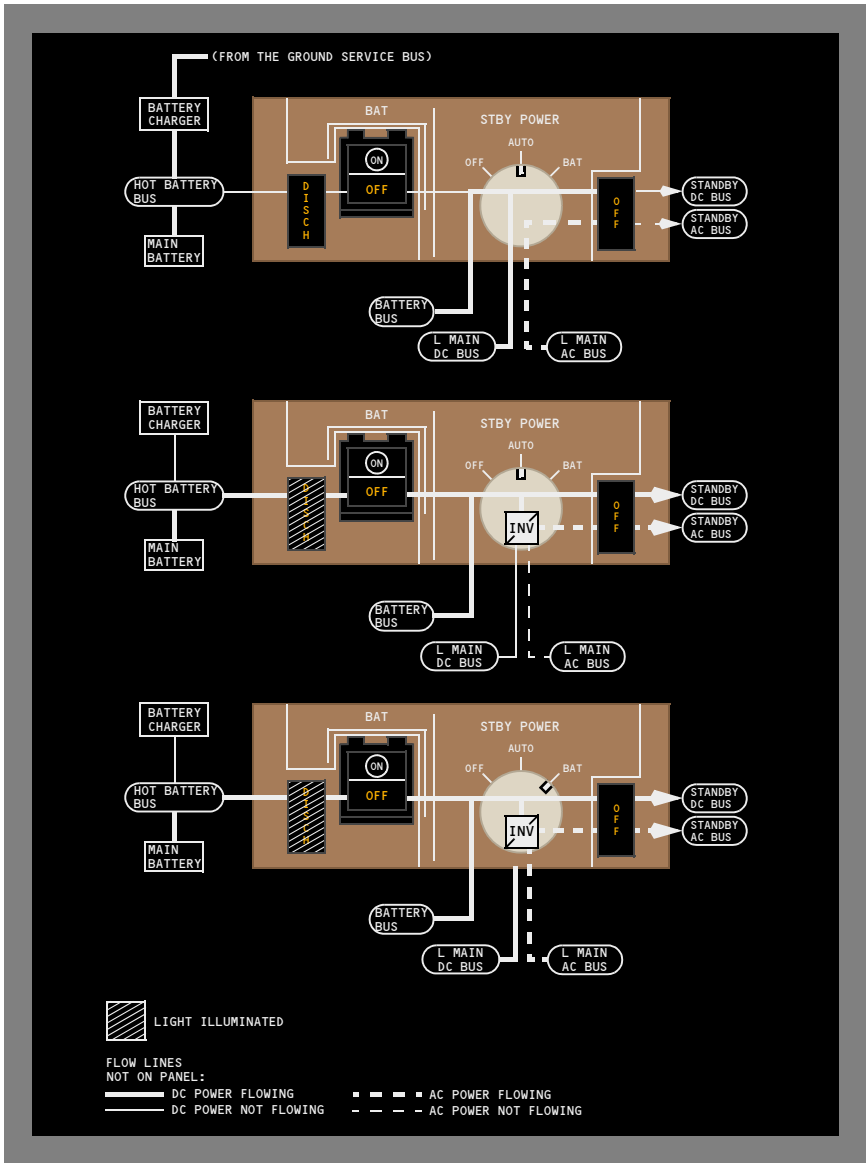 (FROM THE GROUND SERVICE BUS)
BATTERY
CHARGER
BAT
STBY POWER
AUTO
OFF
BAT
ON
OFF
HOT BATTERY
BUS
D
I
S
C
H
O
F
F
STANDBY
DC BUS
STANDBY
AC BUS
MAIN
BATTERY
BATTERY
BUS
L MAIN
DC BUS
L MAIN
AC BUS
BATTERY
CHARGER
BAT
STBY POWER
AUTO
OFF
BAT
ON
OFF
HOT BATTERY
BUS
D
I
S
C
H
INV
O
F
F
STANDBY
DC BUS
STANDBY
AC BUS
MAIN
BATTERY
BATTERY
BUS
L MAIN
DC BUS
L MAIN
AC BUS
BATTERY
CHARGER
BAT
STBY POWER
AUTO
OFF
BAT
ON
OFF
HOT BATTERY
BUS
D
I
S
C
H
INV
O
F
F
STANDBY
DC BUS
STANDBY
AC BUS
MAIN
BATTERY
BATTERY
BUS
L MAIN
DC BUS
L MAIN
AC BUS
LIGHT ILLUMINATED
FLOW LINES
NOT ON PANEL:
DC POWER FLOWING
AC POWER FLOWING
DC POWER NOT FLOWING
AC POWER NOT FLOWING